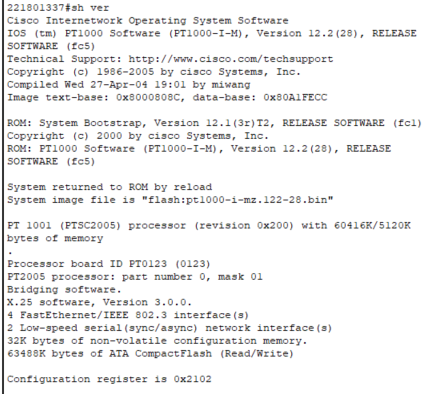 221801337#sh ver
Cisco Internetwork Operating System Software
IOS (tm) PT1000 Software (PT1000-I-M), Version 12.2(28), RELEASE
SOFTWARE (fc5)
Technical Support: http://www.cisco.com/techsupport
Copyright (c) 1986-2005 by cisco Systems, Inc.
Compiled Wed 27-Apr-04 19:01 by miwang
Image text-base: 0x8000808C, data-base: 0x80A1FECC

ROM: System Bootstrap, Version 12.1(3r)T2, RELEASE SOFTWARE (fc1)
Copyright (c) 2000 by cisco Systems, Inc.
ROM: PT1000 Software (PT1000-I-M), Version 12.2(28), RELEASE
SOFTWARE (fc5)

System returned to ROM by reload
System image file is "flash:pt1000-i-mz.122-28.bin"

PT 1001 (PTSC2005) processor (revision 0x200) with 60416K/5120K
bytes of memory
.
Processor board ID PT0123 (0123)
PT2005 processor: part number 0, mask 01
Bridging software.
X.25 software, Version 3.0.0.
4 FastEthernet/IEEE 802.3 interface(s)
2 Low-speed serial(sync/async) network interface(s)
32K bytes of non-volatile configuration memory.
63488K bytes of ATA CompactFlash (Read/Write)

Configuration register is 0x2102